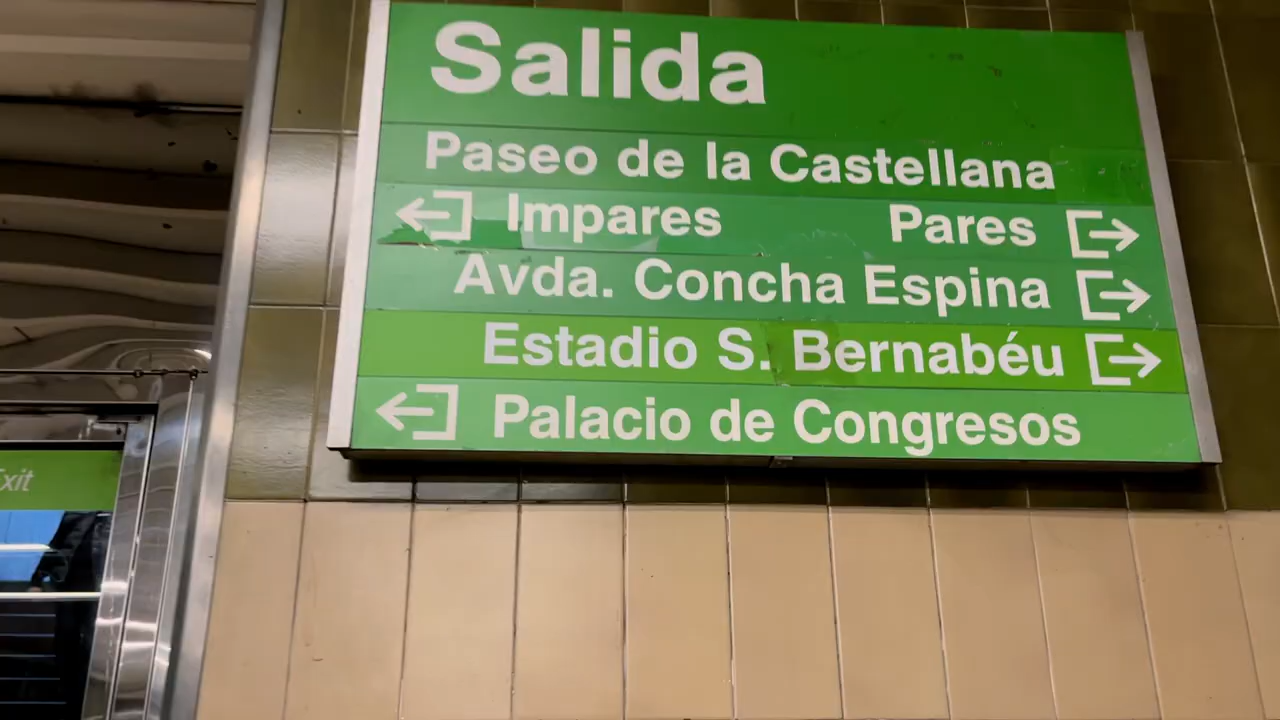 Salida
Paseo de la Castellana
Impares Pares
Avda. Concha Espina
Estadio S. Bernabéu
Palacio de Congresos
Exit